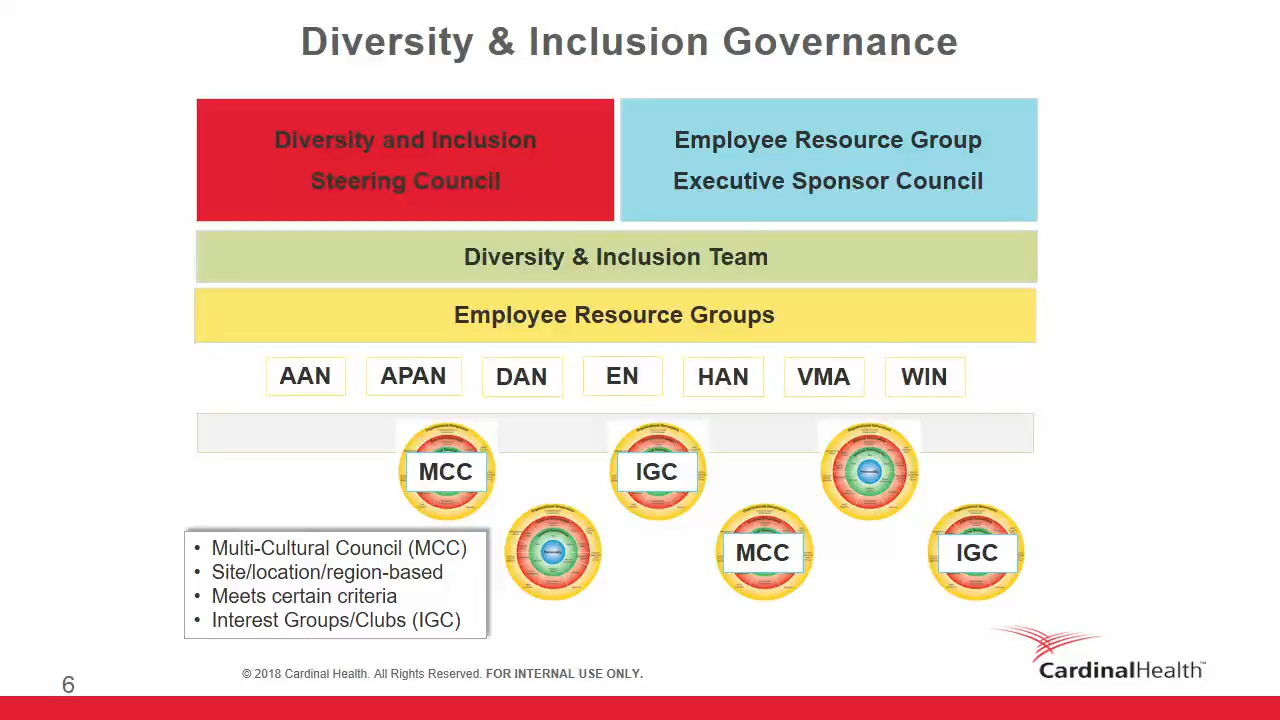 Diversity & Inclusion Governance
Diversity and Inclusion
Steering Council
Employee Resource Group
Executive Sponsor Council
Diversity & Inclusion Team
Employee Resource Groups
AAN APAN DAN EN HAN VMA WIN
MCC IGC
MCC IGC
• Multi-Cultural Council (MCC)
• Site/location/region-based
• Meets certain criteria
• Interest Groups/Clubs (IGC)
© 2018 Cardinal Health. All Rights Reserved. FOR INTERNAL USE ONLY.
CardinalHealth™
6